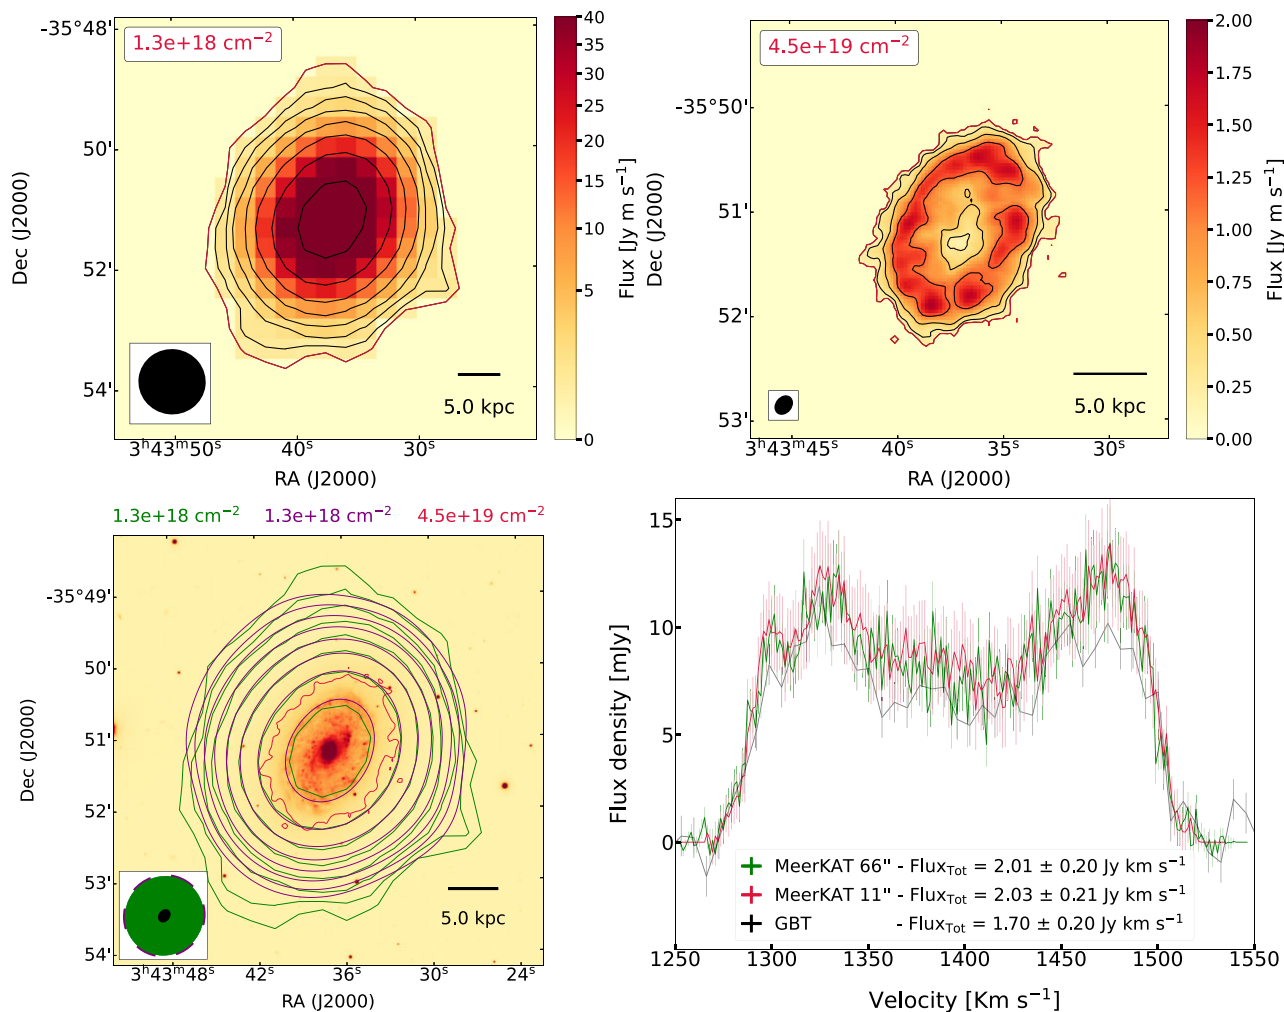 1.3e+18 cm⁻²
-35°48'
50'
52'
54'
Dec (J2000)
3ʰ43ᵐ50ˢ
40ˢ
30ˢ
RA (J2000)
5.0 kpc
40
35
30
25
20
15
10
5
0
Flux [Jy m s⁻¹]
4.5e+19 cm⁻²
-35°50'
51'
52'
53'
Dec (J2000)
3ʰ43ᵐ45ˢ
40ˢ
35ˢ
30ˢ
RA (J2000)
5.0 kpc
2.00
1.75
1.50
1.25
1.00
0.75
0.50
0.25
0.00
Flux [Jy m s⁻¹]
1.3e+18 cm⁻² 1.3e+18 cm⁻² 4.5e+19 cm⁻²
-35°49'
50'
51'
52'
53'
54'
Dec (J2000)
3ʰ43ᵐ48ˢ
42ˢ
36ˢ
30ˢ
24ˢ
RA (J2000)
5.0 kpc
15
10
5
0
Flux density [mJy]
MeerKAT 66" - Flux_Tot = 2.01 ± 0.20 Jy km s⁻¹
MeerKAT 11" - Flux_Tot = 2.03 ± 0.21 Jy km s⁻¹
GBT - Flux_Tot = 1.70 ± 0.20 Jy km s⁻¹
1250 1300 1350 1400 1450 1500 1550
Velocity [Km s⁻¹]